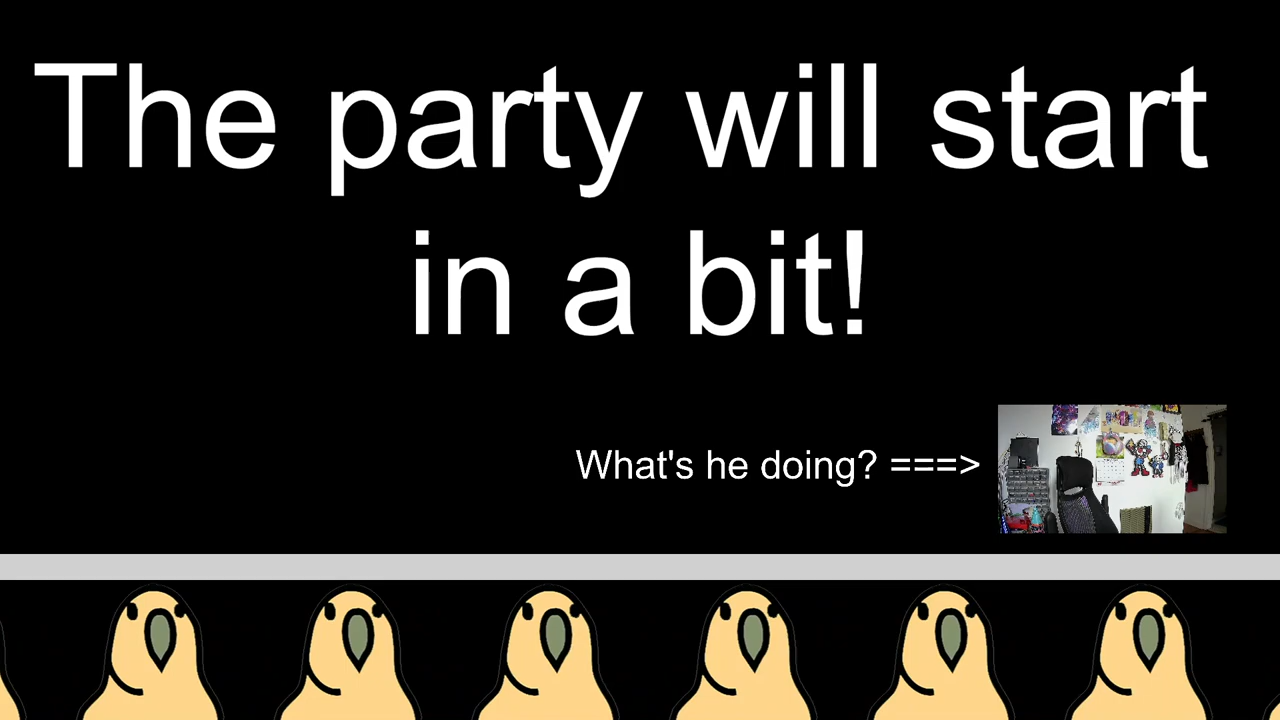 The party will start
in a bit!
What's he doing? ===>